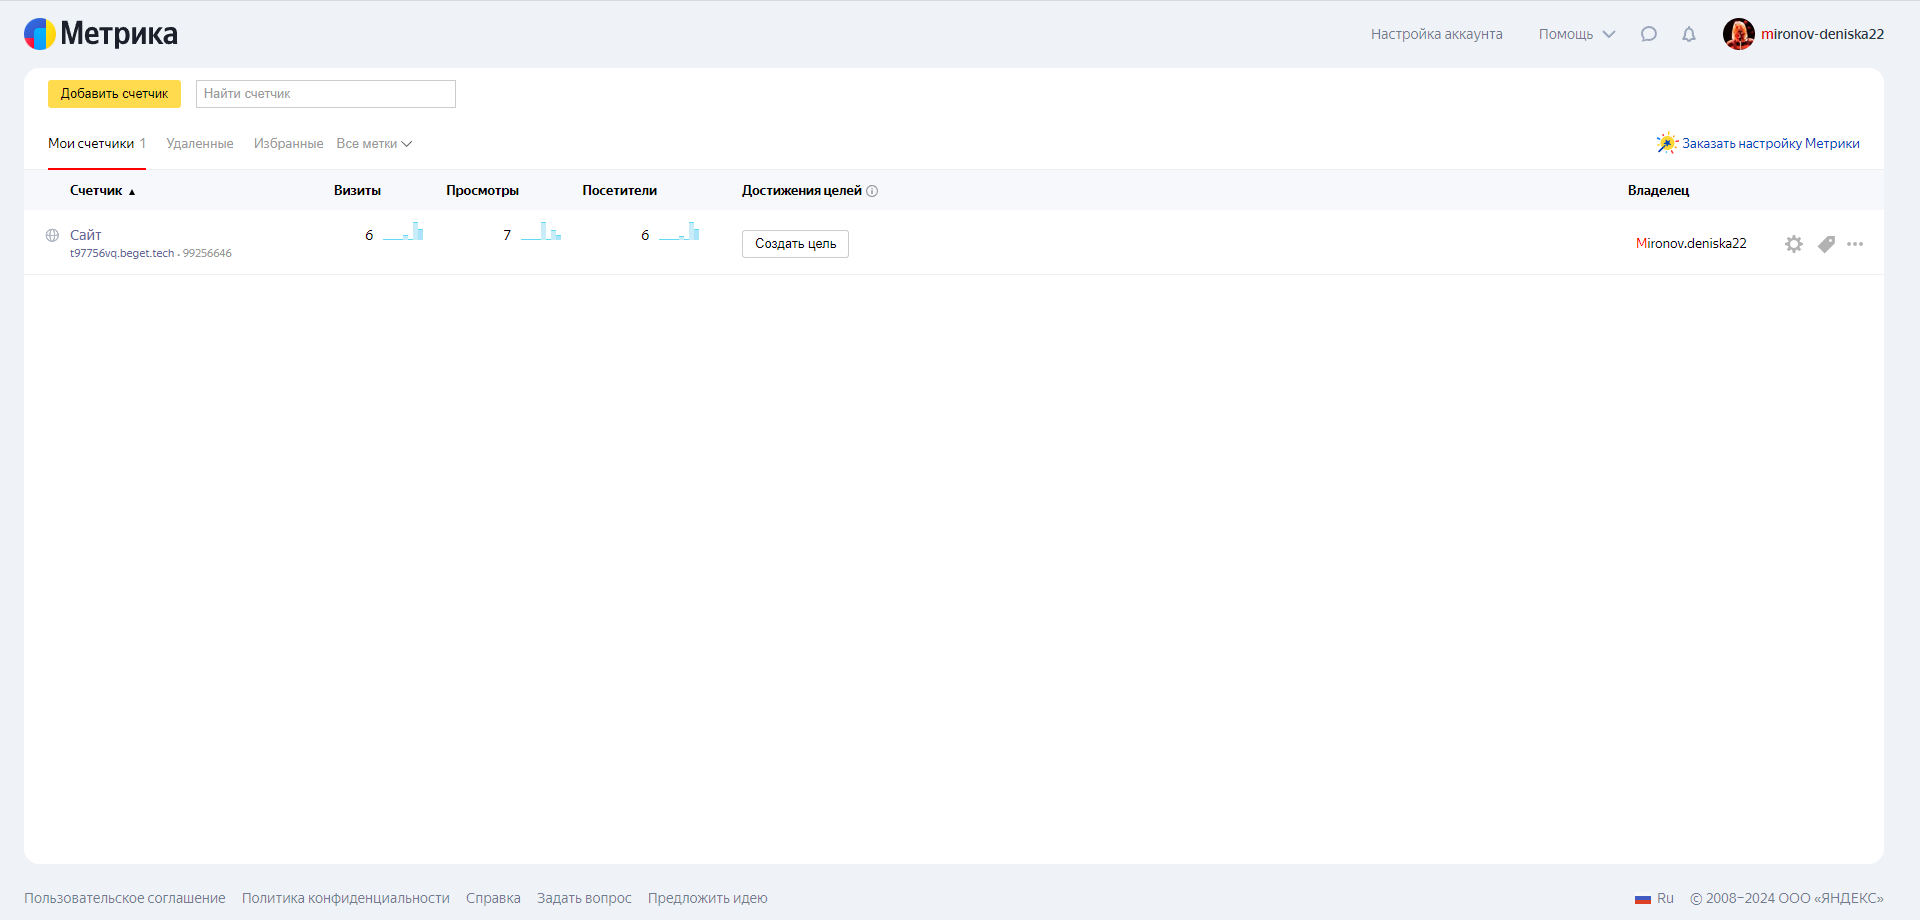 Метрика
Настройка аккаунта
Помощь
mironov-deniska22
Добавить счетчик
Найти счетчик
Мои счетчики 1
Удаленные
Избранные
Все метки
Заказать настройку Метрики
Счетчик ▲
Визиты
Просмотры
Посетители
Достижения целей
Владелец
Сайт
6
7
6
Создать цель
Mironov.deniska22
t97756vq.beget.tech • 99256646
Пользовательское соглашение
Политика конфиденциальности
Справка
Задать вопрос
Предложить идею
Ru
© 2008–2024 ООО «ЯНДЕКС»